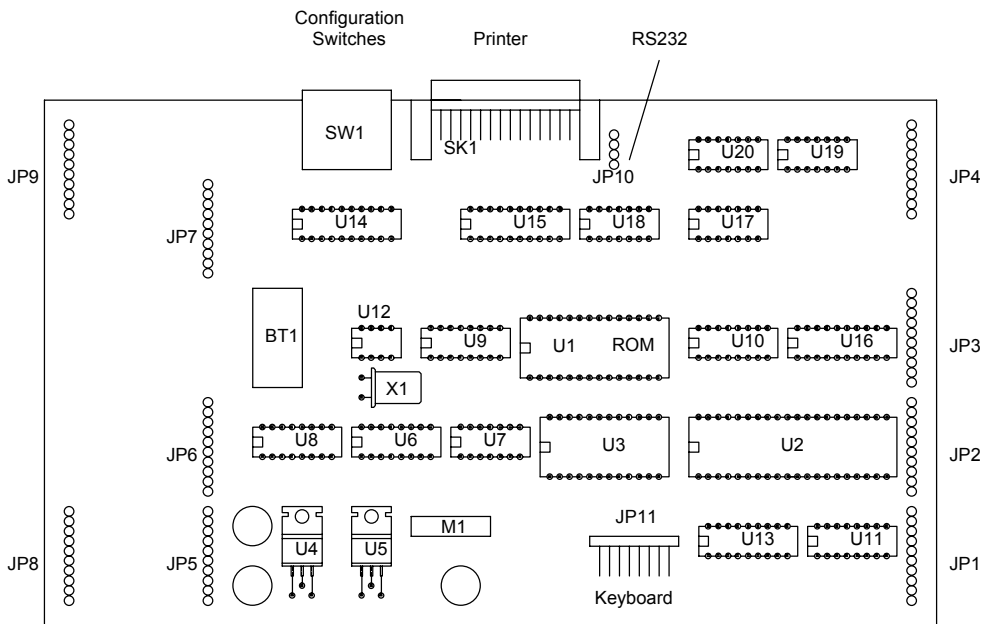 Configuration
Switches
Printer
RS232
SW1
SK1
U20
U19
JP9
JP10
JP4
JP7
U14
U15
U18
U17
BT1
U12
U9
U1
ROM
U10
U16
JP3
X1
JP6
U8
U6
U7
U3
U2
JP2
JP8
JP5
U4
U5
M1
JP11
U13
U11
JP1
Keyboard